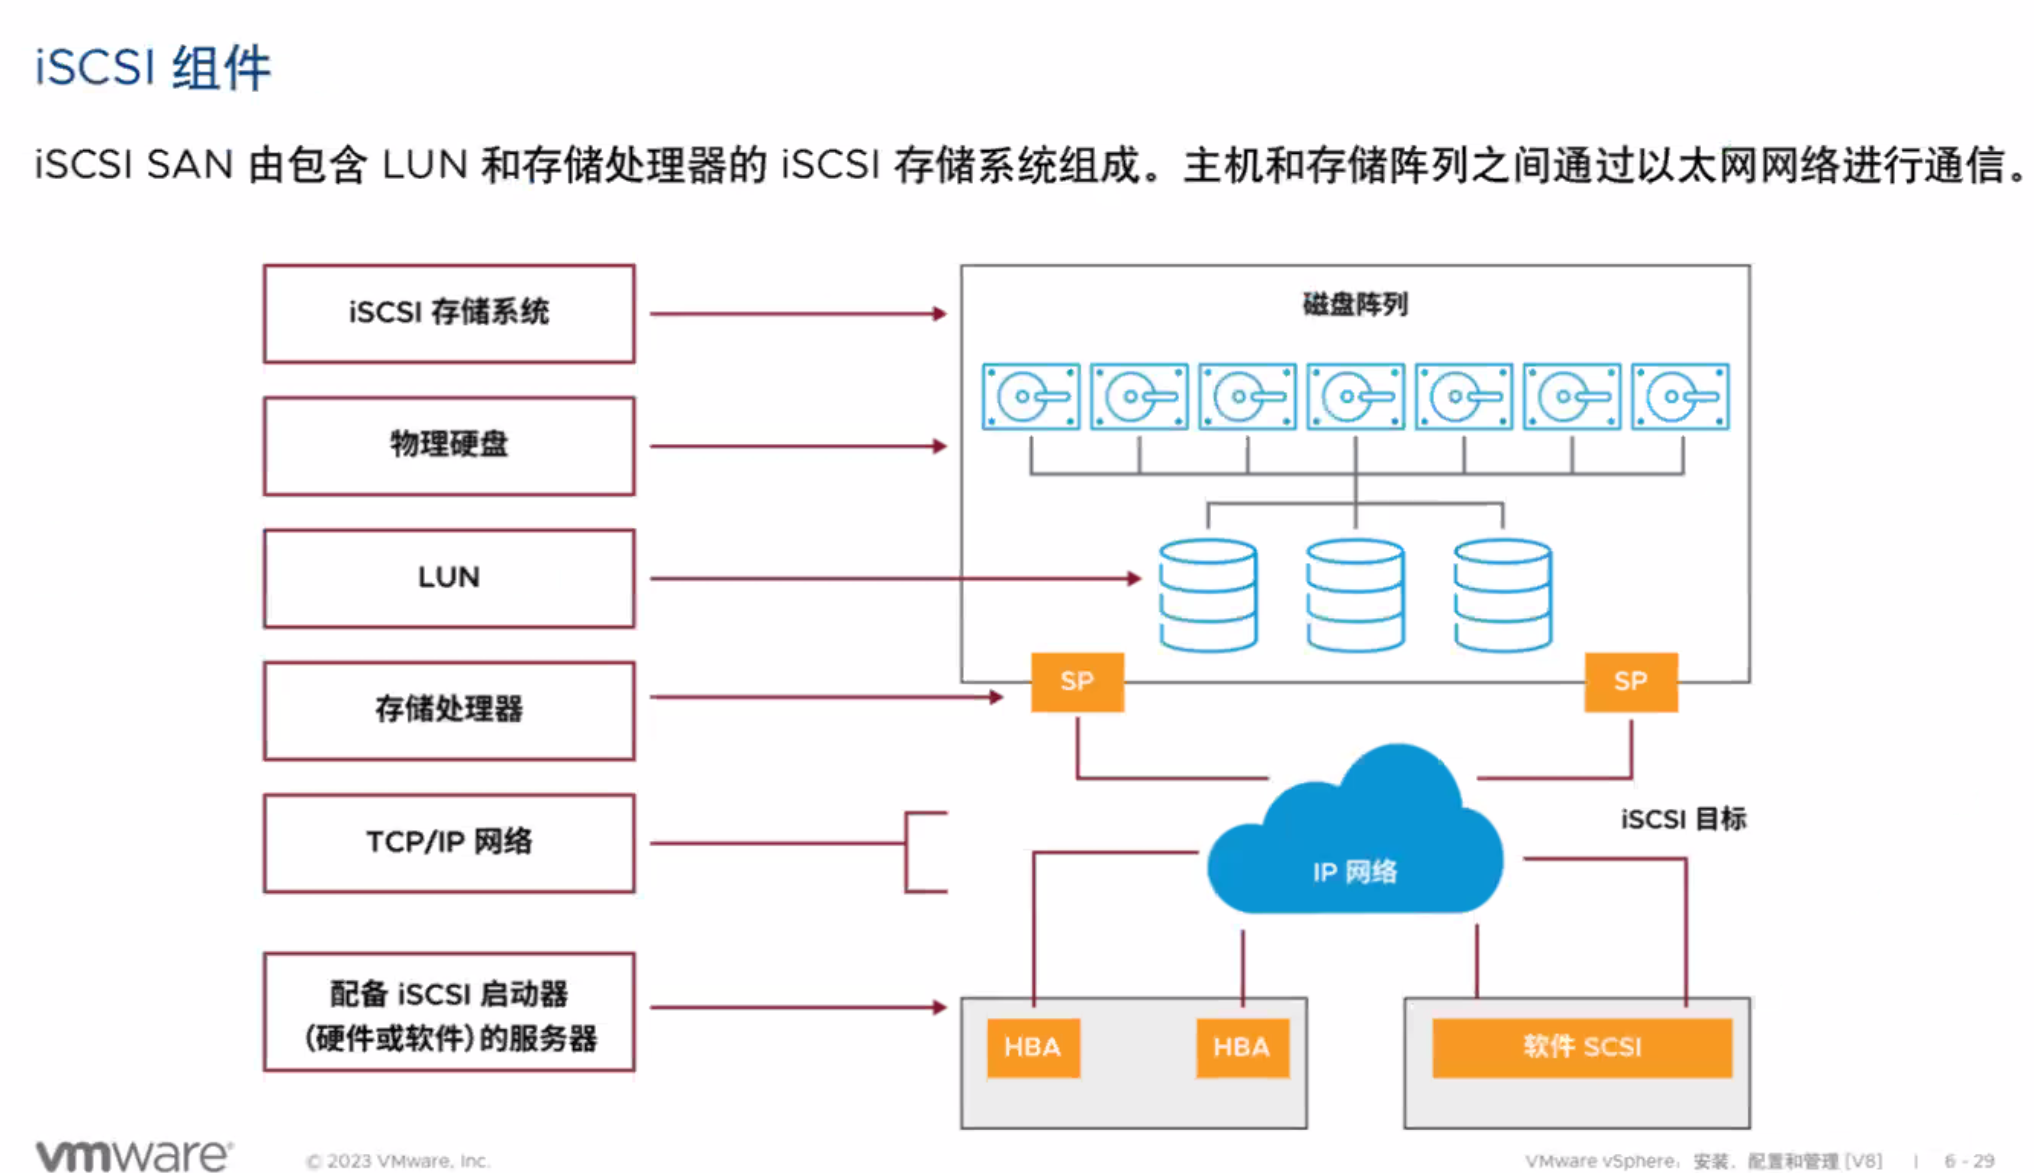 iSCSI 组件
iSCSI SAN 由包含 LUN 和存储处理器的 iSCSI 存储系统组成。主机和存储阵列之间通过以太网网络进行通信。
iSCSI 存储系统
磁盘阵列
物理硬盘
LUN
存储处理器
SP
SP
TCP/IP 网络
iSCSI 目标
IP 网络
配备 iSCSI 启动器
(硬件或软件)的服务器
HBA
HBA
软件 SCSI
vmware®
© 2023 VMware, Inc.
VMware vSphere：安装、配置和管理 [V8] | 6 - 29